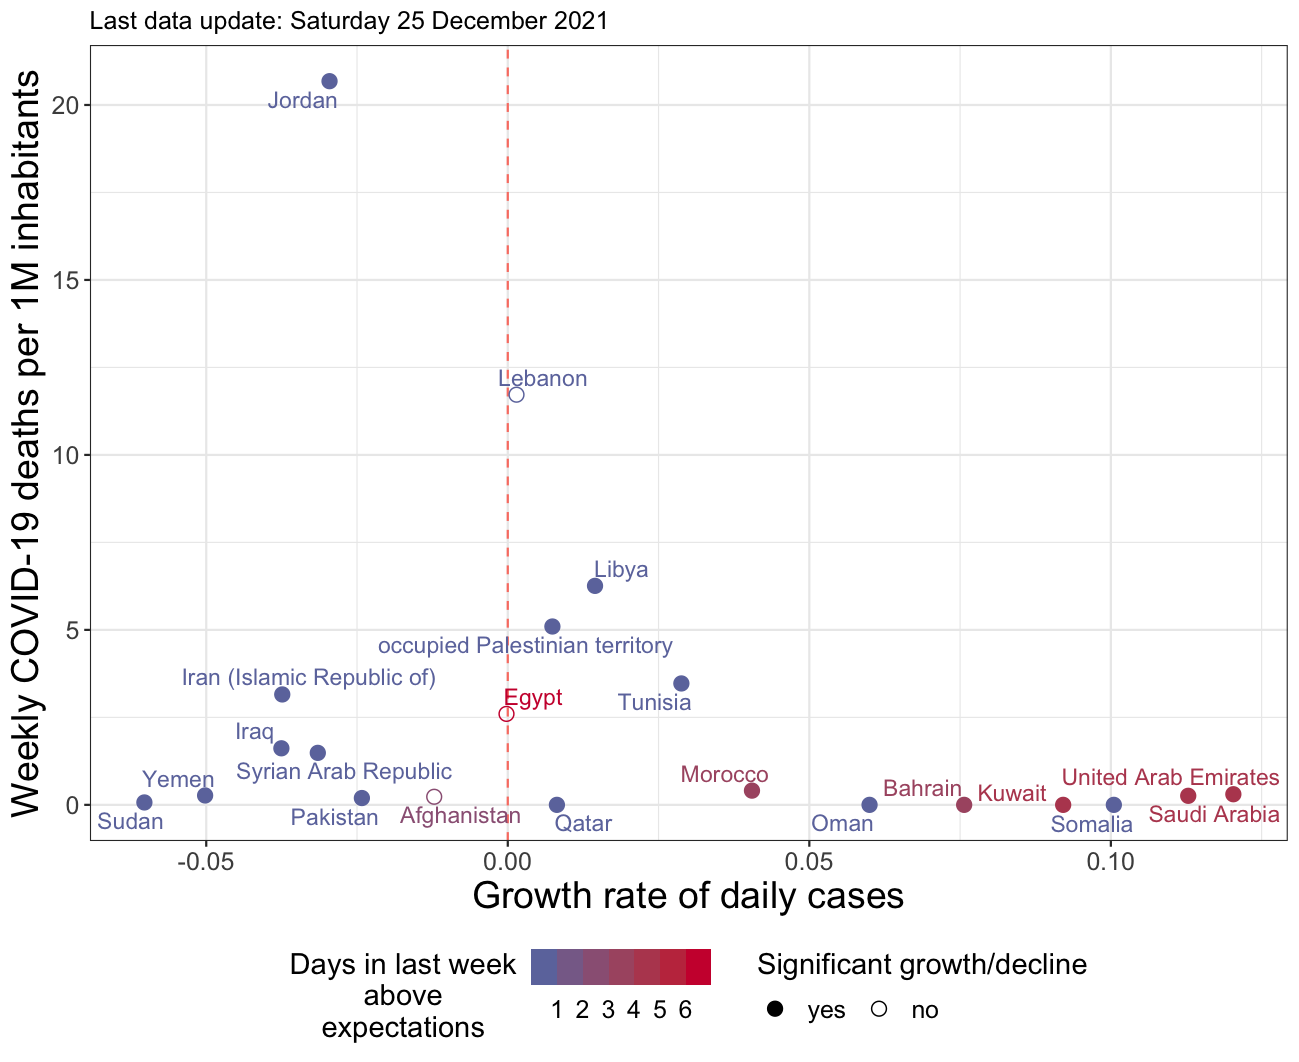 Last data update: Saturday 25 December 2021
Weekly COVID-19 deaths per 1M inhabitants
20
15
10
5
0
Jordan
Lebanon
Libya
occupied Palestinian territory
Iran (Islamic Republic of)
Tunisia
Egypt
Iraq
Syrian Arab Republic
Morocco
Yemen
United Arab Emirates
Bahrain
Kuwait
Sudan
Pakistan
Afghanistan
Qatar
Oman
Somalia
Saudi Arabia
-0.05
0.00
0.05
0.10
Growth rate of daily cases
Days in last week
above
expectations
1 2 3 4 5 6
Significant growth/decline
yes
no